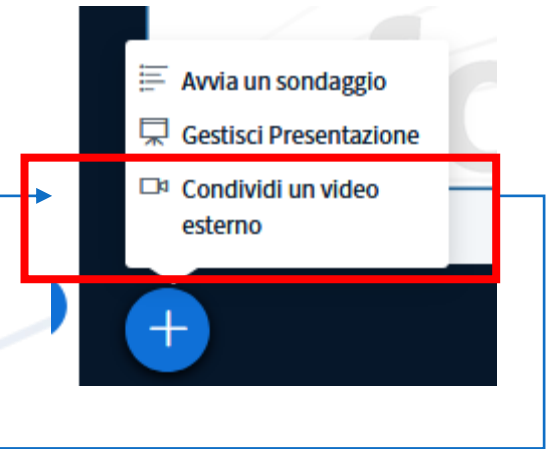 Avvia un sondaggio
Gestisci Presentazione
Condividi un video
esterno